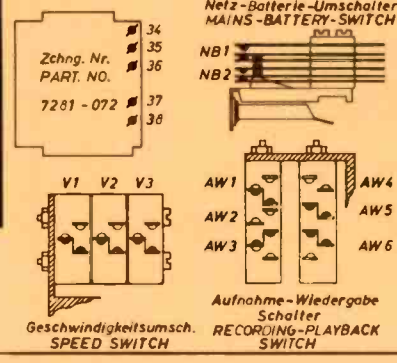 34
35
Zchng. Nr.
36
PART. NO.
7281-072
37
38
Netz-Batterie-Umschalter
MAINS-BATTERY-SWITCH
NB1
NB2
V1 V2 V3
Geschwindigkeitsumsch.
SPEED SWITCH
AW1
AW4
AW2
AW5
AW3
AW6
Aufnahme-Wiedergabe
Schalter
RECORDING-PLAYBACK
SWITCH